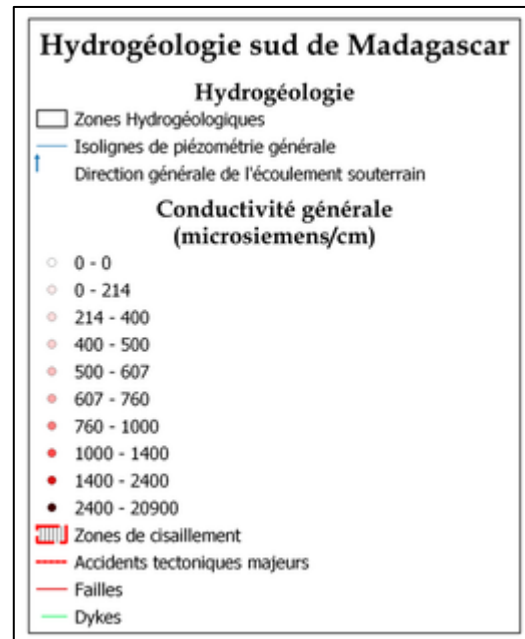 Hydrogéologie sud de Madagascar
Hydrogéologie
Zones Hydrogéologiques
Isolignes de piézométrie générale
Direction générale de l'écoulement souterrain
Conductivité générale
(microsiemens/cm)
0 - 0
0 - 214
214 - 400
400 - 500
500 - 607
607 - 760
760 - 1000
1000 - 1400
1400 - 2400
2400 - 20900
Zones de cisaillement
Accidents tectoniques majeurs
Failles
Dykes